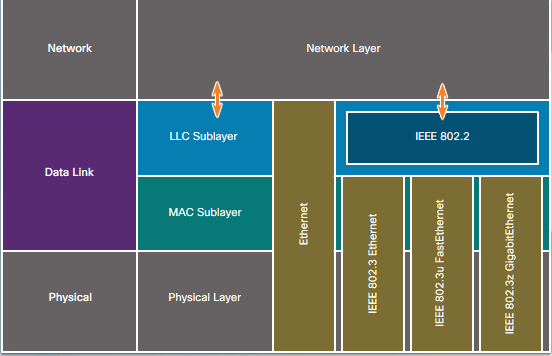 Network
Network Layer
Data Link
LLC Sublayer
IEEE 802.2
MAC Sublayer
Ethernet
IEEE 802.3 Ethernet
IEEE 802.3u FastEthernet
IEEE 802.3z GigabitEthernet
Physical
Physical Layer